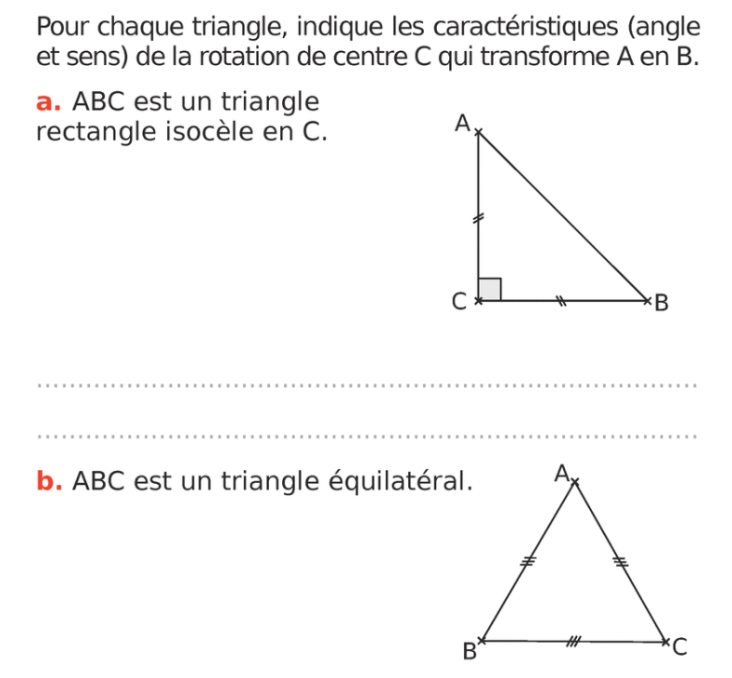 Pour chaque triangle, indique les caractéristiques (angle
et sens) de la rotation de centre C qui transforme A en B.
a. ABC est un triangle
rectangle isocèle en C.
A
C
B
b. ABC est un triangle équilatéral.
A
B
C